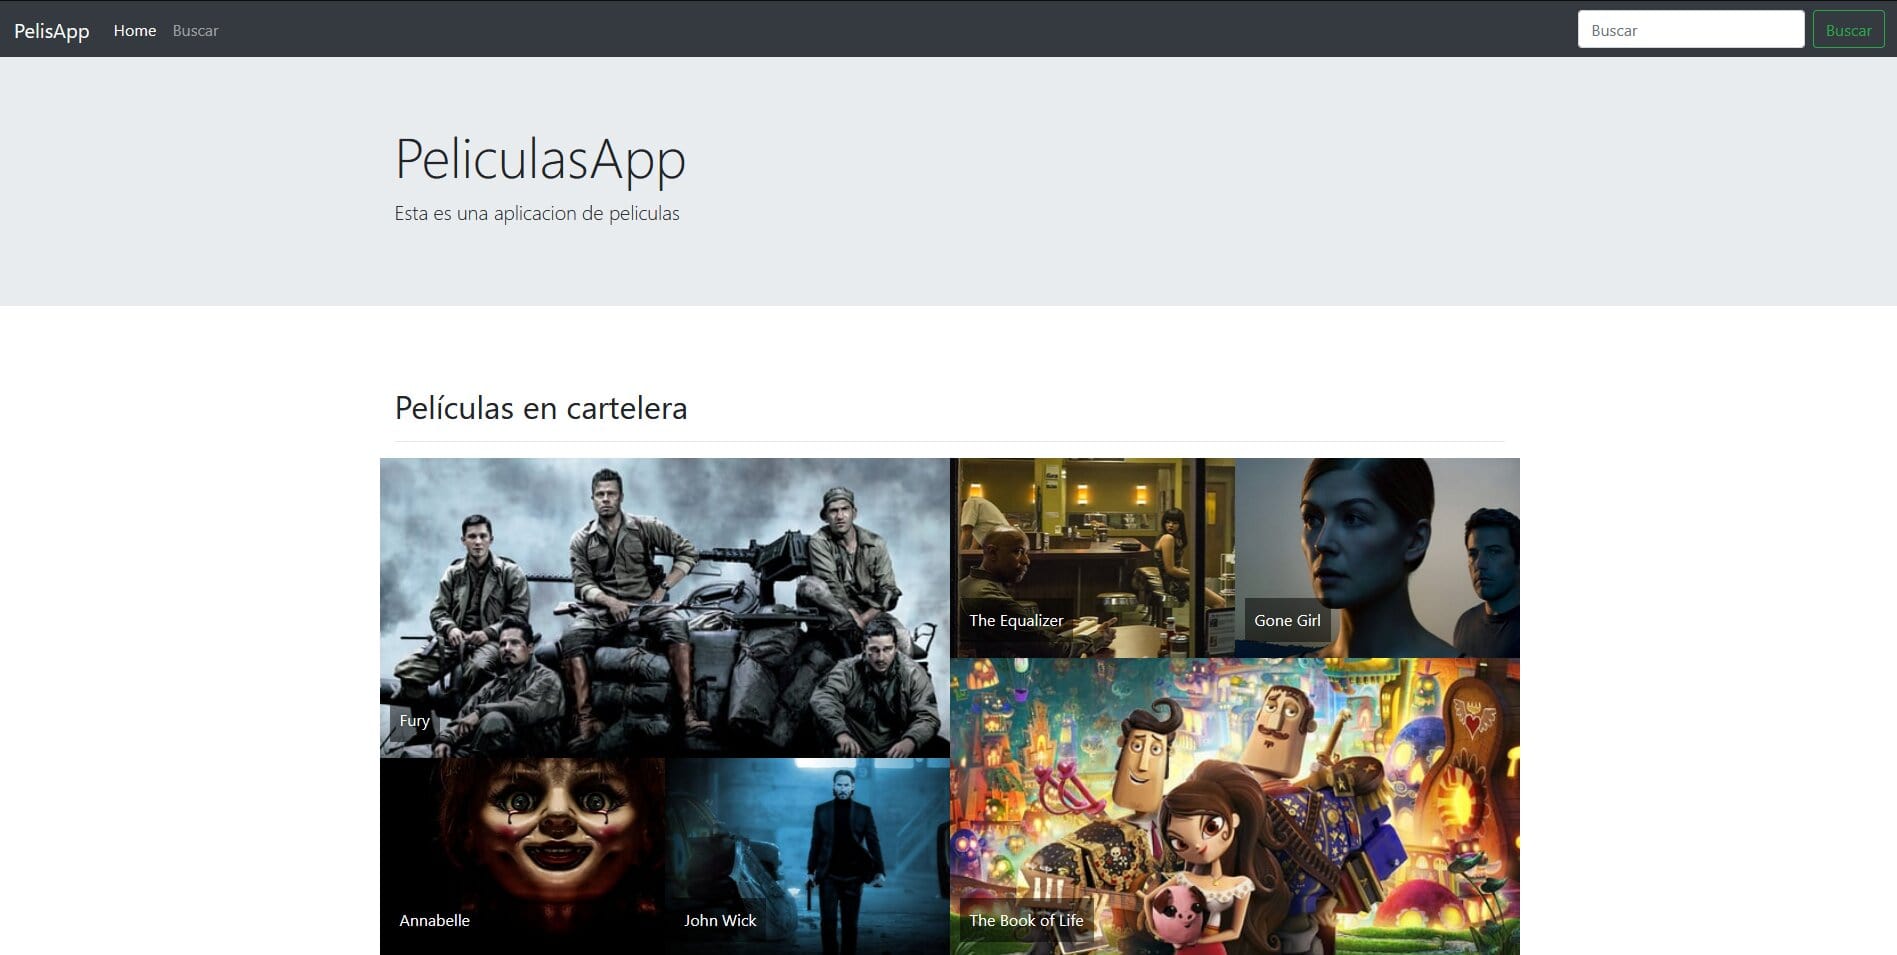 PelisApp Home Buscar Buscar Buscar
PeliculasApp
Esta es una aplicacion de peliculas
Películas en cartelera
The Equalizer
Gone Girl
Fury
Annabelle
John Wick
The Book of Life